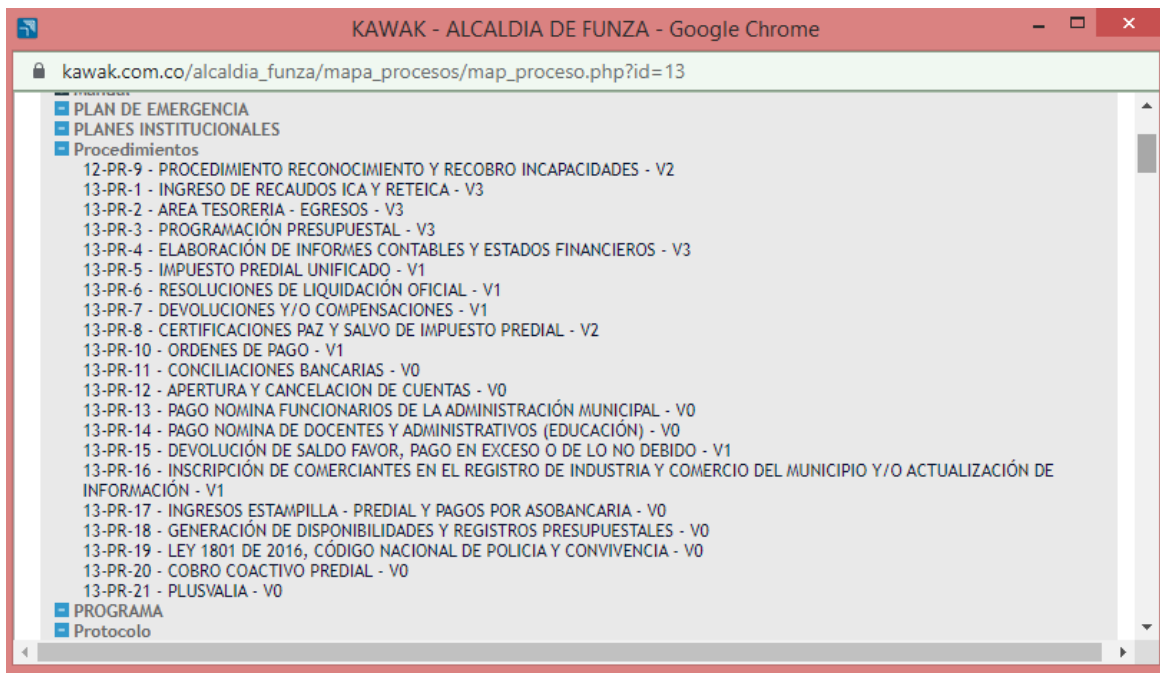 KAWAK - ALCALDIA DE FUNZA - Google Chrome
kawak.com.co/alcaldia_funza/mapa_procesos/map_proceso.php?id=13
Manual
PLAN DE EMERGENCIA
PLANES INSTITUCIONALES
Procedimientos
12-PR-9 - PROCEDIMIENTO RECONOCIMIENTO Y RECOBRO INCAPACIDADES - V2
13-PR-1 - INGRESO DE RECAUDOS ICA Y RETEICA - V3
13-PR-2 - AREA TESORERIA - EGRESOS - V3
13-PR-3 - PROGRAMACIÓN PRESUPUESTAL - V3
13-PR-4 - ELABORACIÓN DE INFORMES CONTABLES Y ESTADOS FINANCIEROS - V3
13-PR-5 - IMPUESTO PREDIAL UNIFICADO - V1
13-PR-6 - RESOLUCIONES DE LIQUIDACIÓN OFICIAL - V1
13-PR-7 - DEVOLUCIONES Y/O COMPENSACIONES - V1
13-PR-8 - CERTIFICACIONES PAZ Y SALVO DE IMPUESTO PREDIAL - V2
13-PR-10 - ORDENES DE PAGO - V1
13-PR-11 - CONCILIACIONES BANCARIAS - V0
13-PR-12 - APERTURA Y CANCELACION DE CUENTAS - V0
13-PR-13 - PAGO NOMINA FUNCIONARIOS DE LA ADMINISTRACIÓN MUNICIPAL - V0
13-PR-14 - PAGO NOMINA DE DOCENTES Y ADMINISTRATIVOS (EDUCACIÓN) - V0
13-PR-15 - DEVOLUCIÓN DE SALDO FAVOR, PAGO EN EXCESO O DE LO NO DEBIDO - V1
13-PR-16 - INSCRIPCIÓN DE COMERCIANTES EN EL REGISTRO DE INDUSTRIA Y COMERCIO DEL MUNICIPIO Y/O ACTUALIZACIÓN DE
INFORMACIÓN - V1
13-PR-17 - INGRESOS ESTAMPILLA - PREDIAL Y PAGOS POR ASOBANCARIA - V0
13-PR-18 - GENERACIÓN DE DISPONIBILIDADES Y REGISTROS PRESUPUESTALES - V0
13-PR-19 - LEY 1801 DE 2016, CÓDIGO NACIONAL DE POLICIA Y CONVIVENCIA - V0
13-PR-20 - COBRO COACTIVO PREDIAL - V0
13-PR-21 - PLUSVALIA - V0
PROGRAMA
Protocolo